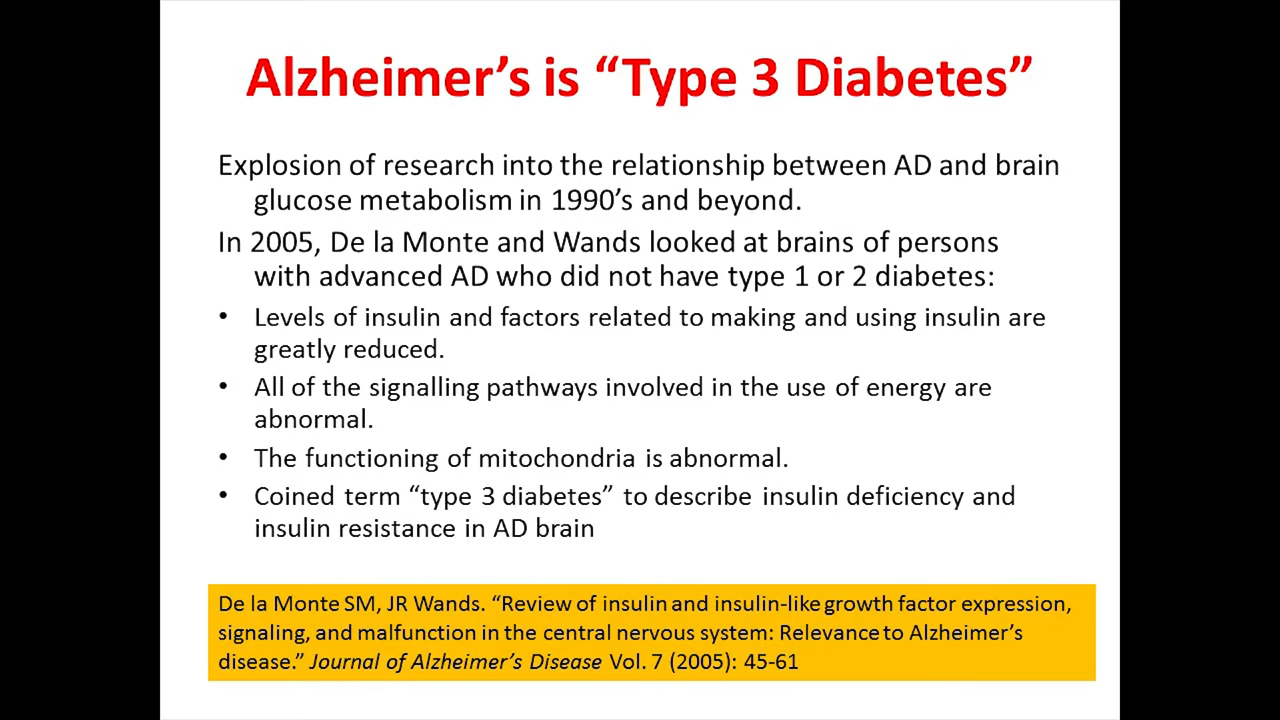 Alzheimer’s is “Type 3 Diabetes”
Explosion of research into the relationship between AD and brain
glucose metabolism in 1990’s and beyond.
In 2005, De la Monte and Wands looked at brains of persons
with advanced AD who did not have type 1 or 2 diabetes:
• Levels of insulin and factors related to making and using insulin are
greatly reduced.
• All of the signalling pathways involved in the use of energy are
abnormal.
• The functioning of mitochondria is abnormal.
• Coined term “type 3 diabetes” to describe insulin deficiency and
insulin resistance in AD brain
De la Monte SM, JR Wands. “Review of insulin and insulin-like growth factor expression,
signaling, and malfunction in the central nervous system: Relevance to Alzheimer’s
disease.” Journal of Alzheimer’s Disease Vol. 7 (2005): 45-61